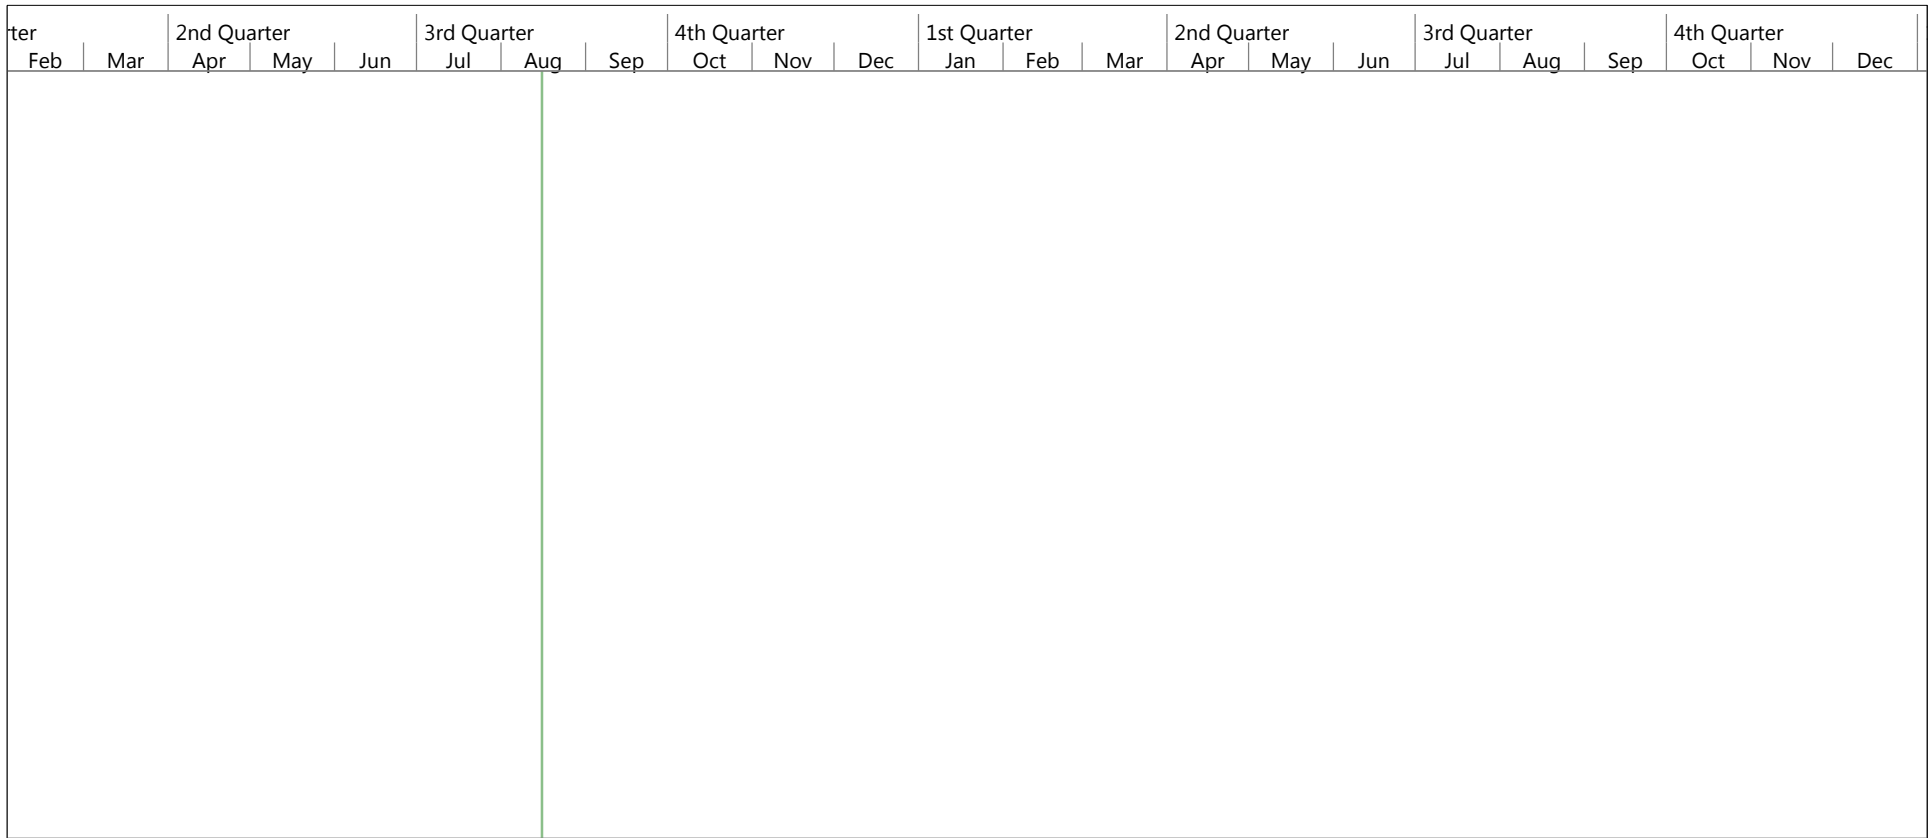 ter 2nd Quarter 3rd Quarter 4th Quarter 1st Quarter 2nd Quarter 3rd Quarter 4th Quarter
Feb Mar Apr May Jun Jul Aug Sep Oct Nov Dec Jan Feb Mar Apr May Jun Jul Aug Sep Oct Nov Dec